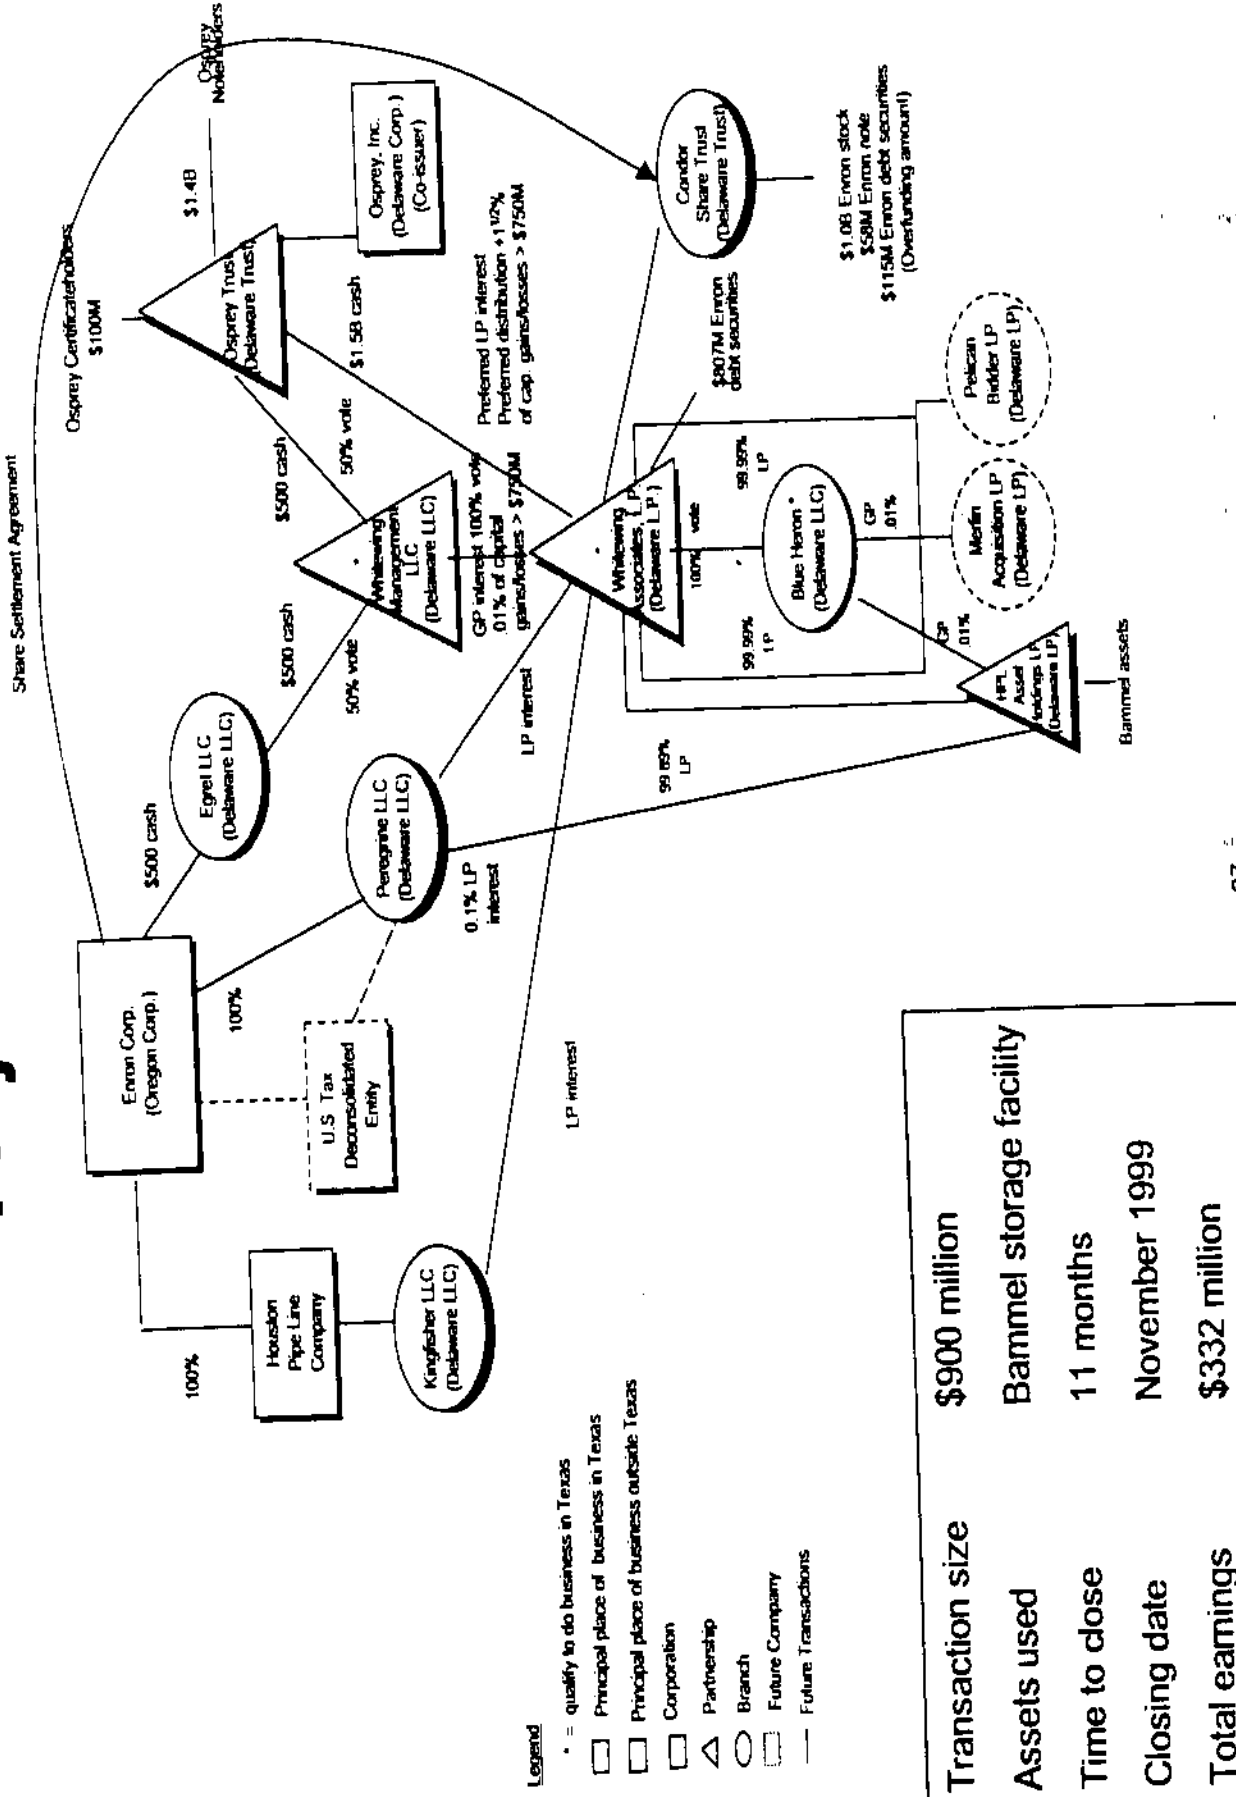 Share Settlement Agreement
Osprey Certificateholders
$100M
Osprey
Noteholders
$1.4B
Osprey Trust
(Delaware Trust)
Osprey, Inc.
(Delaware Corp.)
(Co-issuer)
$500 cash
50% vote
$1.5B cash
Enron Corp.
(Oregon Corp.)
$500 cash
Egret LLC
(Delaware LLC)
$500 cash
50% vote
Whitewing
Management
LLC
(Delaware LLC)
*
Preferred LP interest
Preferred distribution +1 1/2%
of cap. gains/losses > $750M
GP interest 100% vote
.01% of capital
gains/losses > $750M
100%
Houston
Pipe Line
Company
100%
U.S. Tax
Deconsolidated
Entity
Peregrine LLC
(Delaware LLC)
0.1% LP
interest
LP interest
Kingfisher LLC
(Delaware LLC)
LP interest
*
Whitewing
Associates, L.P.
(Delaware L.P.)
Condor
Share Trust
(Delaware Trust)
$807M Enron
debt securities
$1.0B Enron stock
$58M Enron note
$115M Enron debt securities
(Overfunding amount)
100% vote
99.99%
LP
99.99%
LP
99.89%
LP
Blue Heron *
(Delaware LLC)
GP
.01%
GP
.01%
Pelican
Bidder LP
(Delaware LP)
Merlin
Acquisition LP
(Delaware LP)
HPL
Asset
Holdings LP
(Delaware LP)
Bammel assets
Legend
* = qualify to do business in Texas
Principal place of business in Texas
Principal place of business outside Texas
Corporation
Partnership
Branch
Future Company
Future Transactions
Transaction size $900 million
Assets used Bammel storage facility
Time to close 11 months
Closing date November 1999
Total earnings $332 million